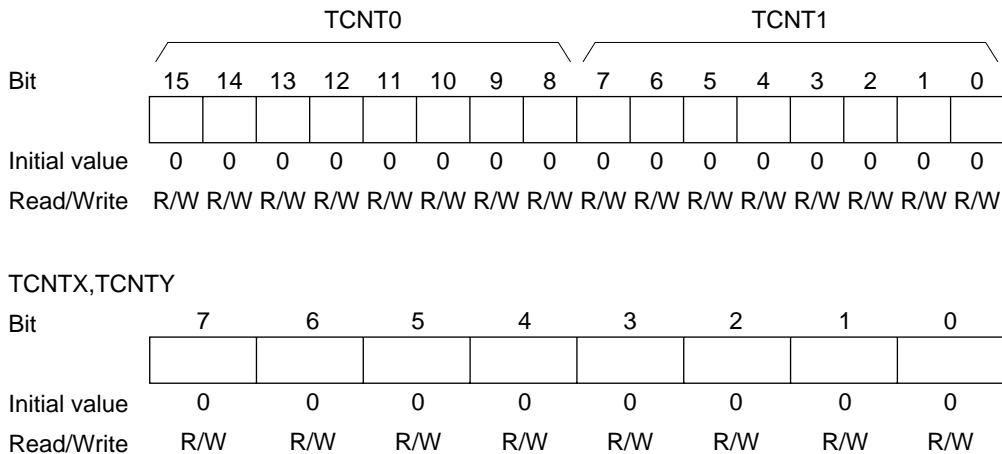 TCNT0 TCNT1
Bit 15 14 13 12 11 10 9 8 7 6 5 4 3 2 1 0
Initial value 0 0 0 0 0 0 0 0 0 0 0 0 0 0 0 0
Read/Write R/W R/W R/W R/W R/W R/W R/W R/W R/W R/W R/W R/W R/W R/W R/W R/W
TCNTX,TCNTY
Bit 7 6 5 4 3 2 1 0
Initial value 0 0 0 0 0 0 0 0
Read/Write R/W R/W R/W R/W R/W R/W R/W R/W